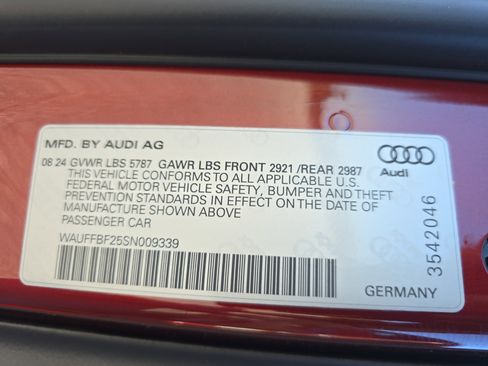 MFD. BY AUDI AG
08 24 GVWR LBS 5787 GAWR LBS FRONT 2921 /REAR 2987
THIS VEHICLE CONFORMS TO ALL APPLICABLE U.S.
FEDERAL MOTOR VEHICLE SAFETY, BUMPER AND THEFT
PREVENTION STANDARDS IN EFFECT ON THE DATE OF
MANUFACTURE SHOWN ABOVE
PASSENGER CAR
WAUFFBF25SN009339
Audi
3542046
GERMANY